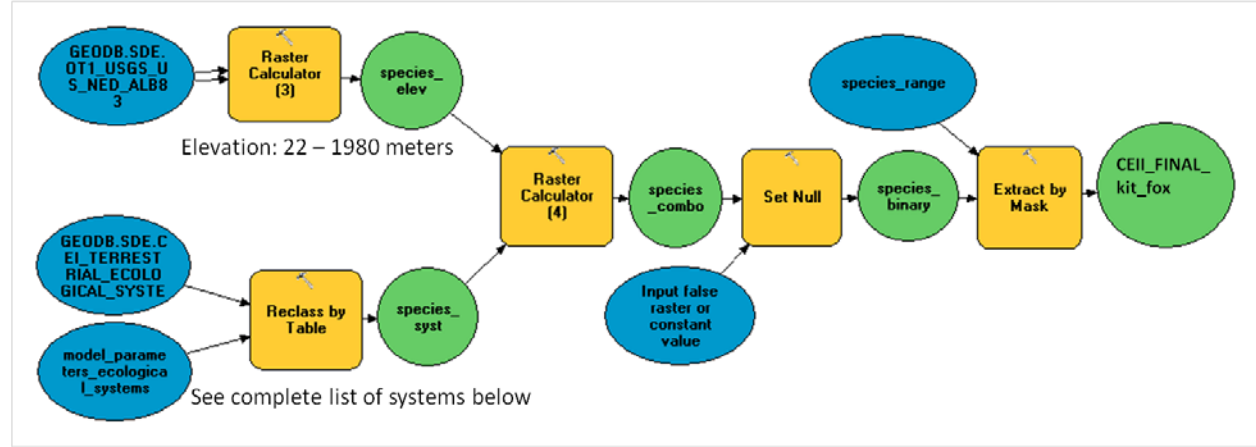 GEODB.SDE.
OT1_USGS_U
S_NED_ALB8
3
Raster
Calculator
(3)
species_
elev
Elevation: 22 – 1980 meters
GEODB.SDE.C
EI_TERREST
RIAL_ECOLO
GICAL_SYSTE
model_parame
ters_ecologica
l_systems
Reclass by
Table
species_
syst
See complete list of systems below
Raster
Calculator
(4)
species
_combo
Input false
raster or
constant
value
Set Null
species_
binary
species_range
Extract by
Mask
CEII_FINAL_
kit_fox